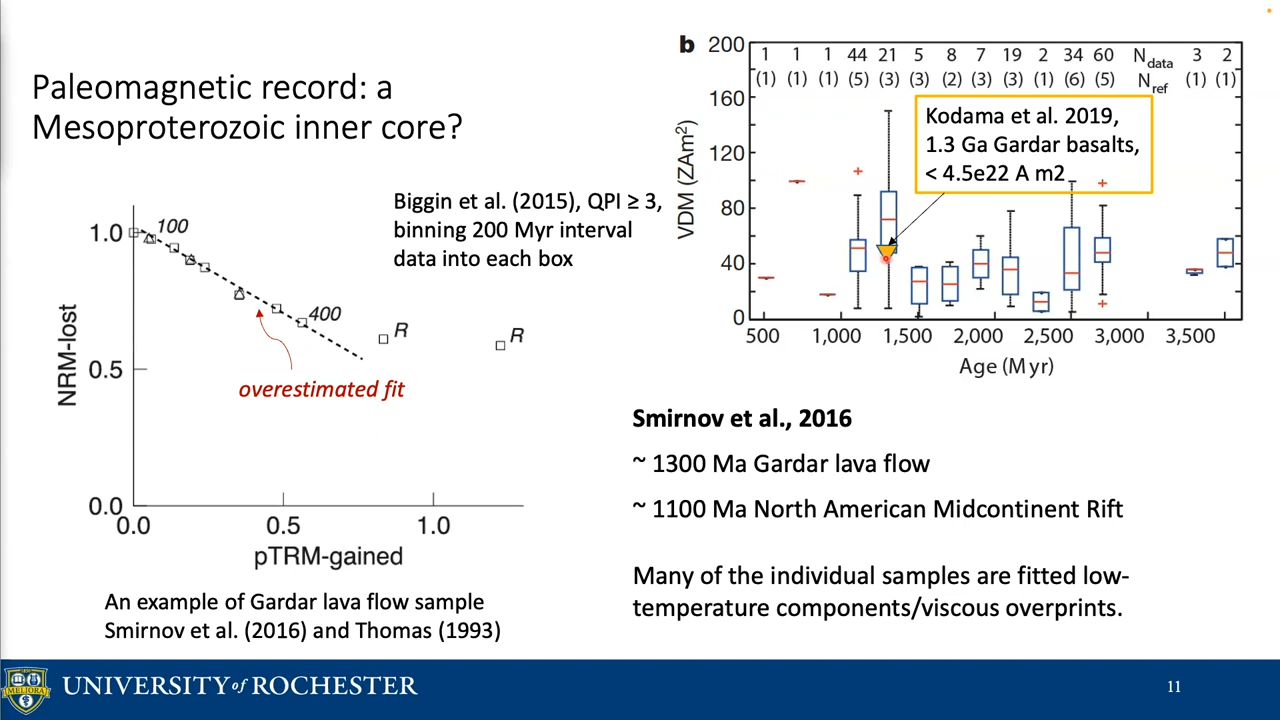 Paleomagnetic record: a
Mesoproterozoic inner core?
NRM-lost
1.0
0.5
0.0
100
400
R
R
overestimated fit
0.0 0.5 1.0
pTRM-gained
An example of Gardar lava flow sample
Smirnov et al. (2016) and Thomas (1993)
Biggin et al. (2015), QPI ≥ 3,
binning 200 Myr interval
data into each box
b
VDM (ZAm²)
200
160
120
80
40
0
1 1 1 44 21 5 8 7 19 2 34 60 Ndata 3 2
(1) (1) (1) (5) (3) (3) (2) (3) (3) (1) (6) (5) Nref (1) (1)
Kodama et al. 2019,
1.3 Ga Gardar basalts,
< 4.5e22 A m2
500 1,000 1,500 2,000 2,500 3,000 3,500
Age (Myr)
Smirnov et al., 2016
~ 1300 Ma Gardar lava flow
~ 1100 Ma North American Midcontinent Rift
Many of the individual samples are fitted low-
temperature components/viscous overprints.
MELIORA
UNIVERSITY of ROCHESTER
11